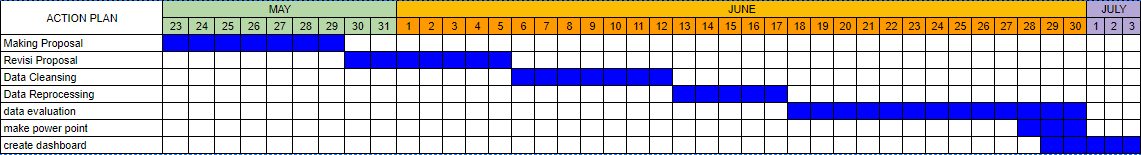 ACTION PLAN MAY JUNE JULY
23 24 25 26 27 28 29 30 31 1 2 3 4 5 6 7 8 9 10 11 12 13 14 15 16 17 18 19 20 21 22 23 24 25 26 27 28 29 30 1 2 3
Making Proposal
Revisi Proposal
Data Cleansing
Data Reprocessing
data evaluation
make power point
create dashboard